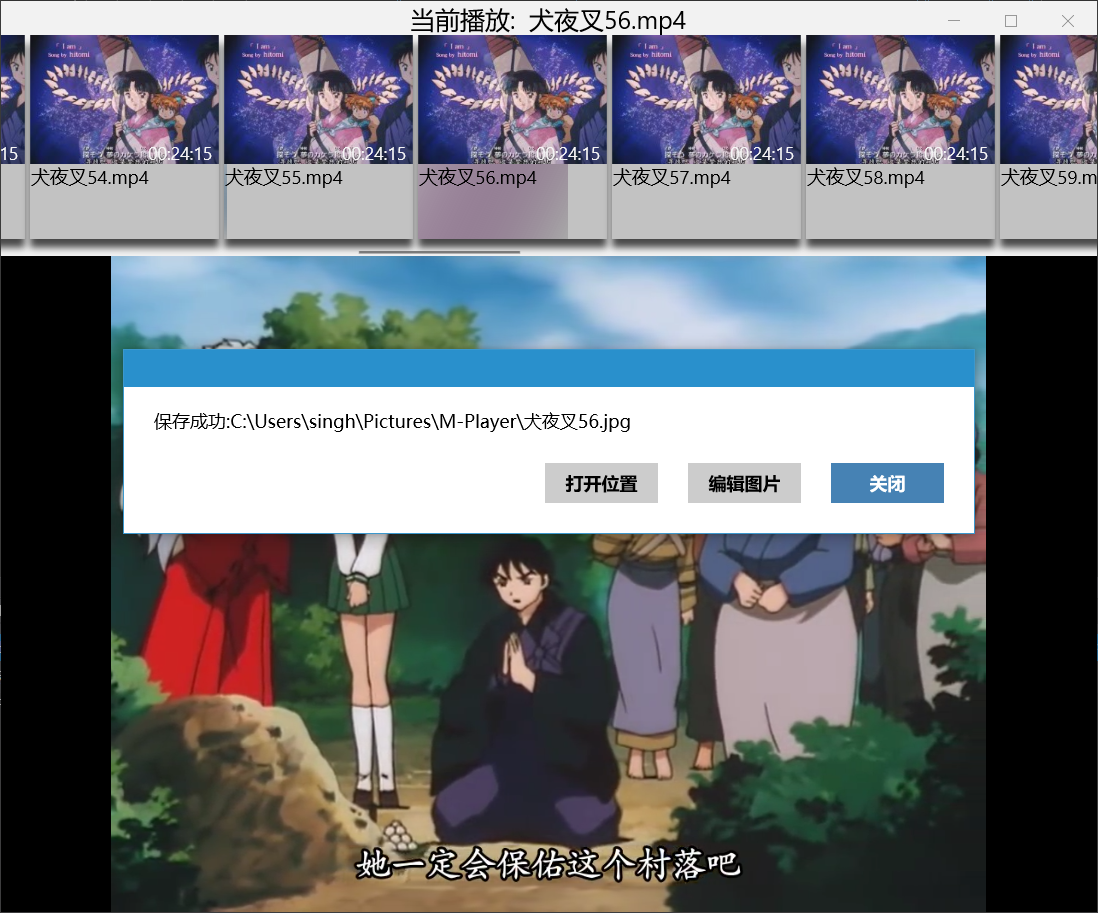 当前播放: 犬夜叉56.mp4
「 I am 」 「 I am 」 「 I am 」 「 I am 」 「 I am 」 「 I am 」
Song by hitomi Song by hitomi Song by hitomi Song by hitomi Song by hitomi Song by hitomi
15 00:24:15 00:24:15 00:24:15 00:24:15 00:24:15
犬夜叉54.mp4 犬夜叉55.mp4 犬夜叉56.mp4 犬夜叉57.mp4 犬夜叉58.mp4 犬夜叉59.m
保存成功:C:\Users\singh\Pictures\M-Player\犬夜叉56.jpg
打开位置 编辑图片 关闭
她一定会保佑这个村落吧